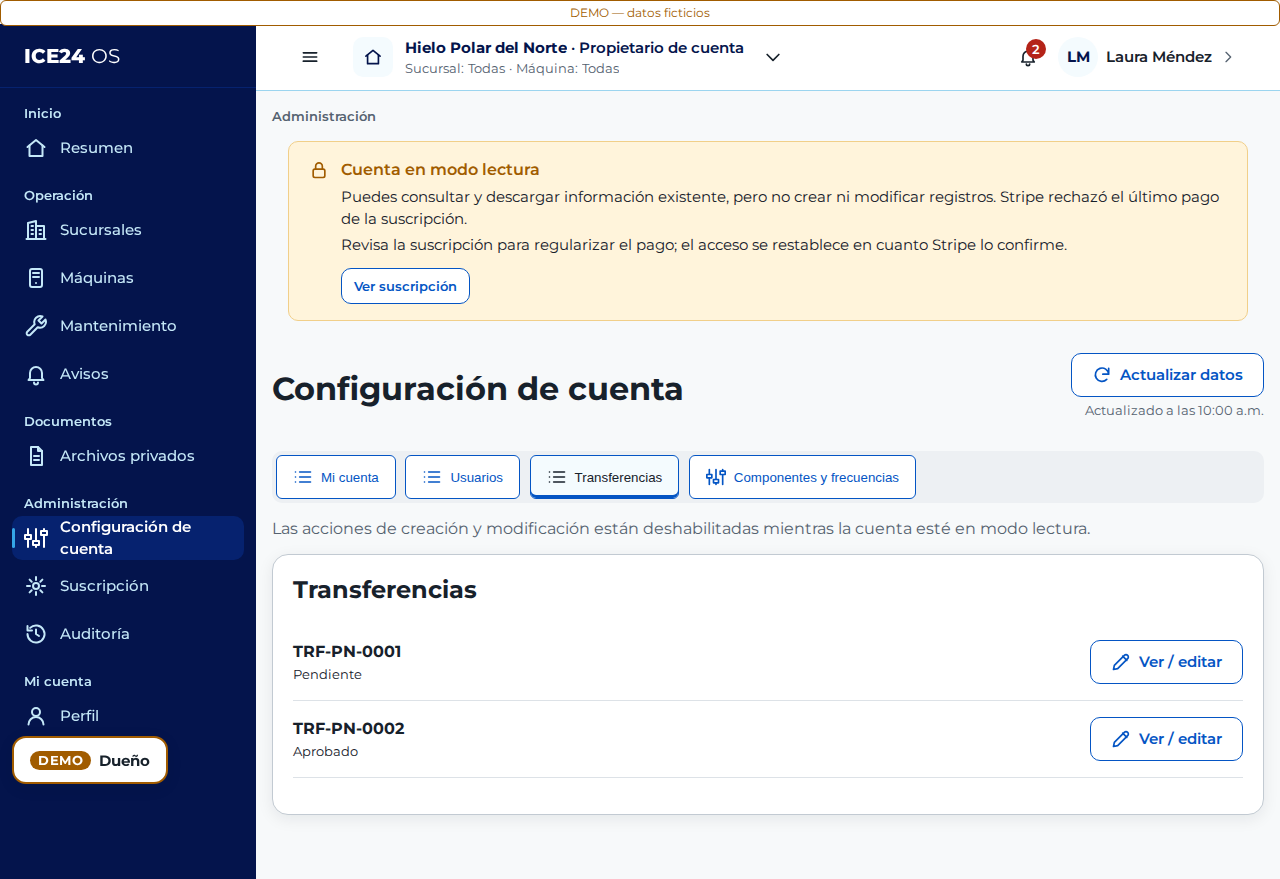 DEMO — datos ficticios
ICE24 OS
Inicio
Resumen
Operación
Sucursales
Máquinas
Mantenimiento
Avisos
Documentos
Archivos privados
Administración
Configuración de
cuenta
Suscripción
Auditoría
Mi cuenta
Perfil
DEMO Dueño
Hielo Polar del Norte · Propietario de cuenta
Sucursal: Todas · Máquina: Todas
2
LM Laura Méndez
Administración
Cuenta en modo lectura
Puedes consultar y descargar información existente, pero no crear ni modificar registros. Stripe rechazó el último pago
de la suscripción.
Revisa la suscripción para regularizar el pago; el acceso se restablece en cuanto Stripe lo confirme.
Ver suscripción
Configuración de cuenta
Actualizar datos
Actualizado a las 10:00 a.m.
Mi cuenta
Usuarios
Transferencias
Componentes y frecuencias
Las acciones de creación y modificación están deshabilitadas mientras la cuenta esté en modo lectura.
Transferencias
TRF-PN-0001
Pendiente
Ver / editar
TRF-PN-0002
Aprobado
Ver / editar